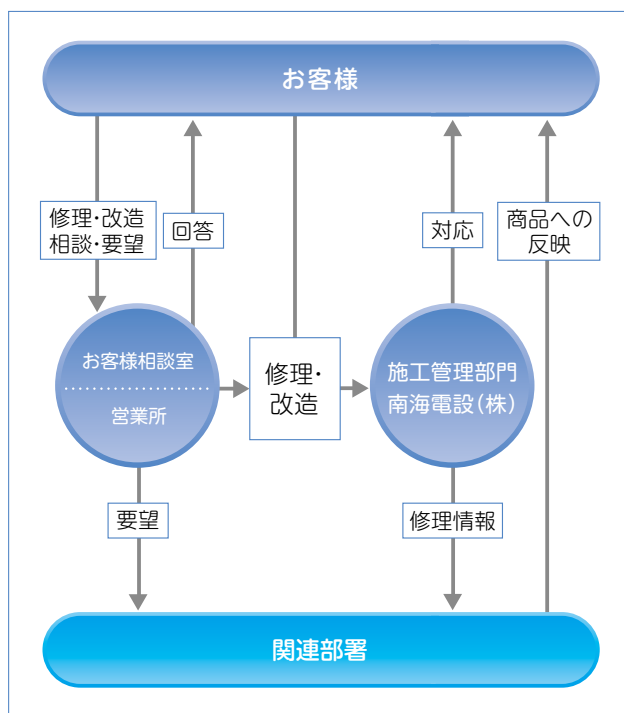 お客様
修理・改造
相談・要望
回答
対応
商品への
反映
お客様相談室
営業所
修理・
改造
施工管理部門
南海電設（株）
要望
修理情報
関連部署